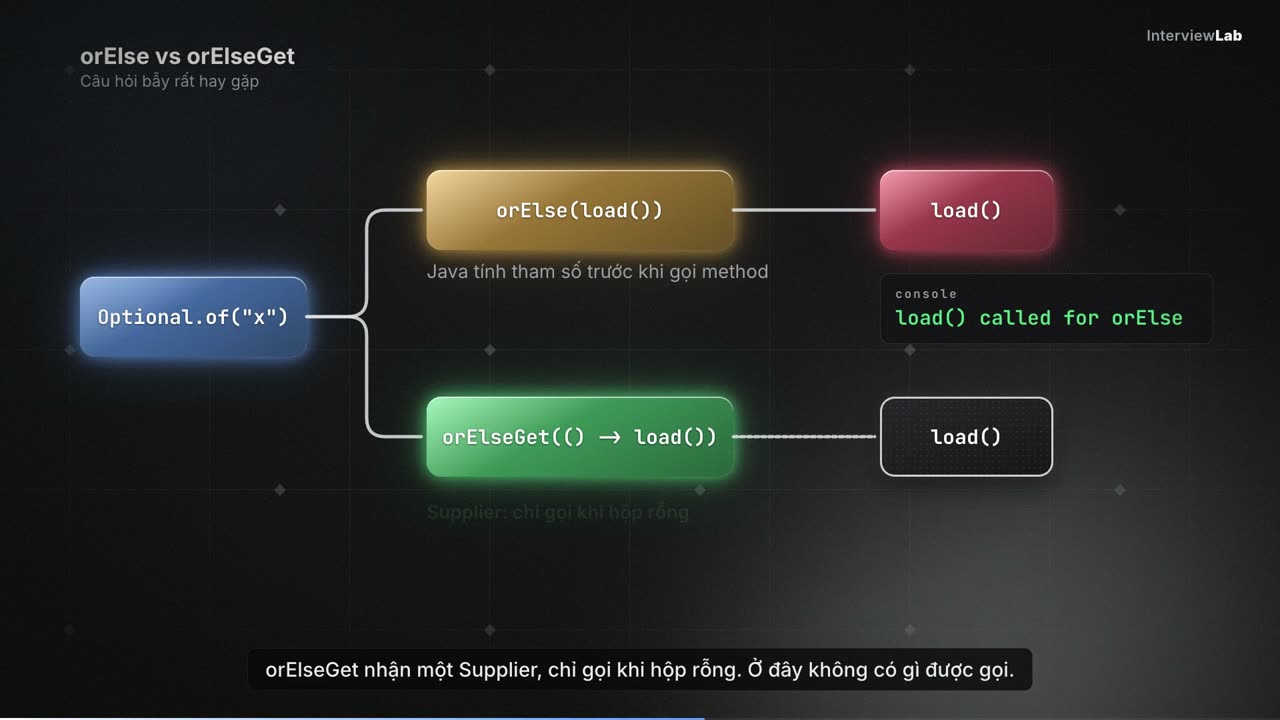 orElse vs orElseGet
Câu hỏi bẫy rất hay gặp
InterviewLab
orElse(load())
load()
Java tính tham số trước khi gọi method
console
load() called for orElse
Optional.of("x")
orElseGet(() → load())
load()
Supplier: chỉ gọi khi hộp rỗng
orElseGet nhận một Supplier, chỉ gọi khi hộp rỗng. Ở đây không có gì được gọi.